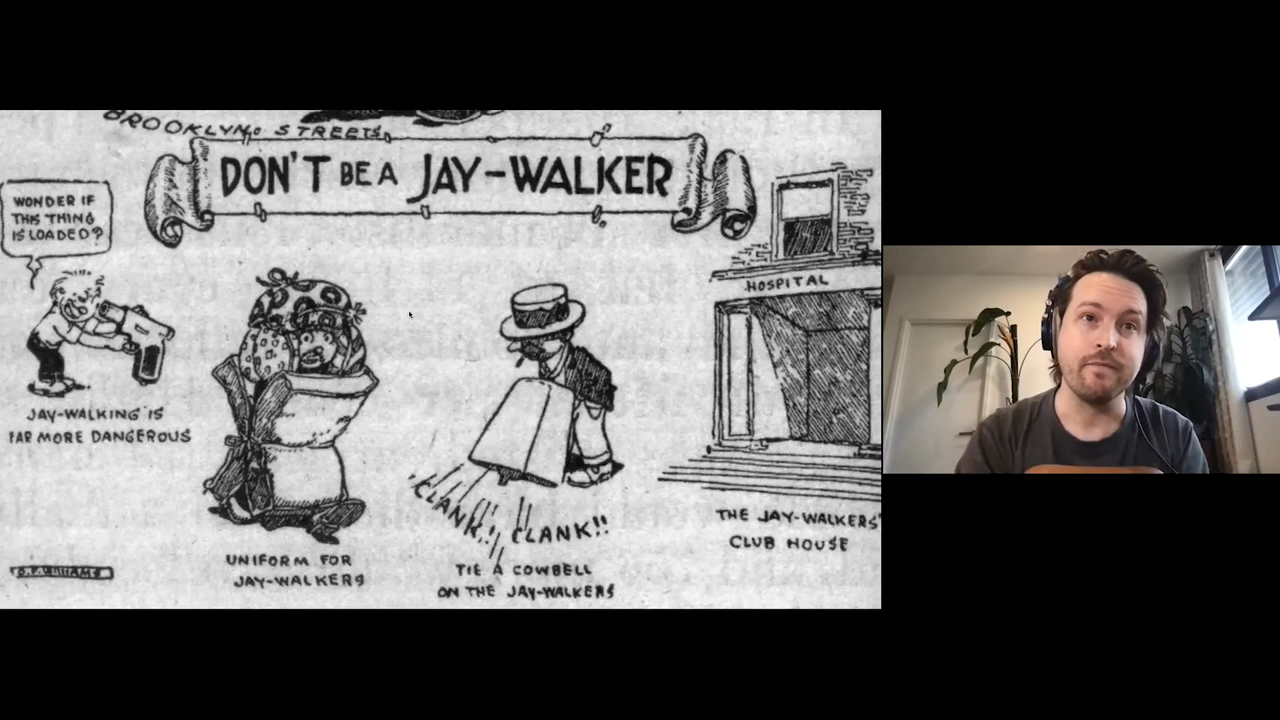 BROOKLYN STREETS
DON'T BE A JAY-WALKER
WONDER IF
THIS THING
IS LOADED?
HOSPITAL
JAY-WALKING IS
FAR MORE DANGEROUS
CLANK! CLANK!!
UNIFORM FOR
JAY-WALKERS
TIE A COWBELL
ON THE JAY-WALKERS
THE JAY-WALKERS'
CLUB HOUSE